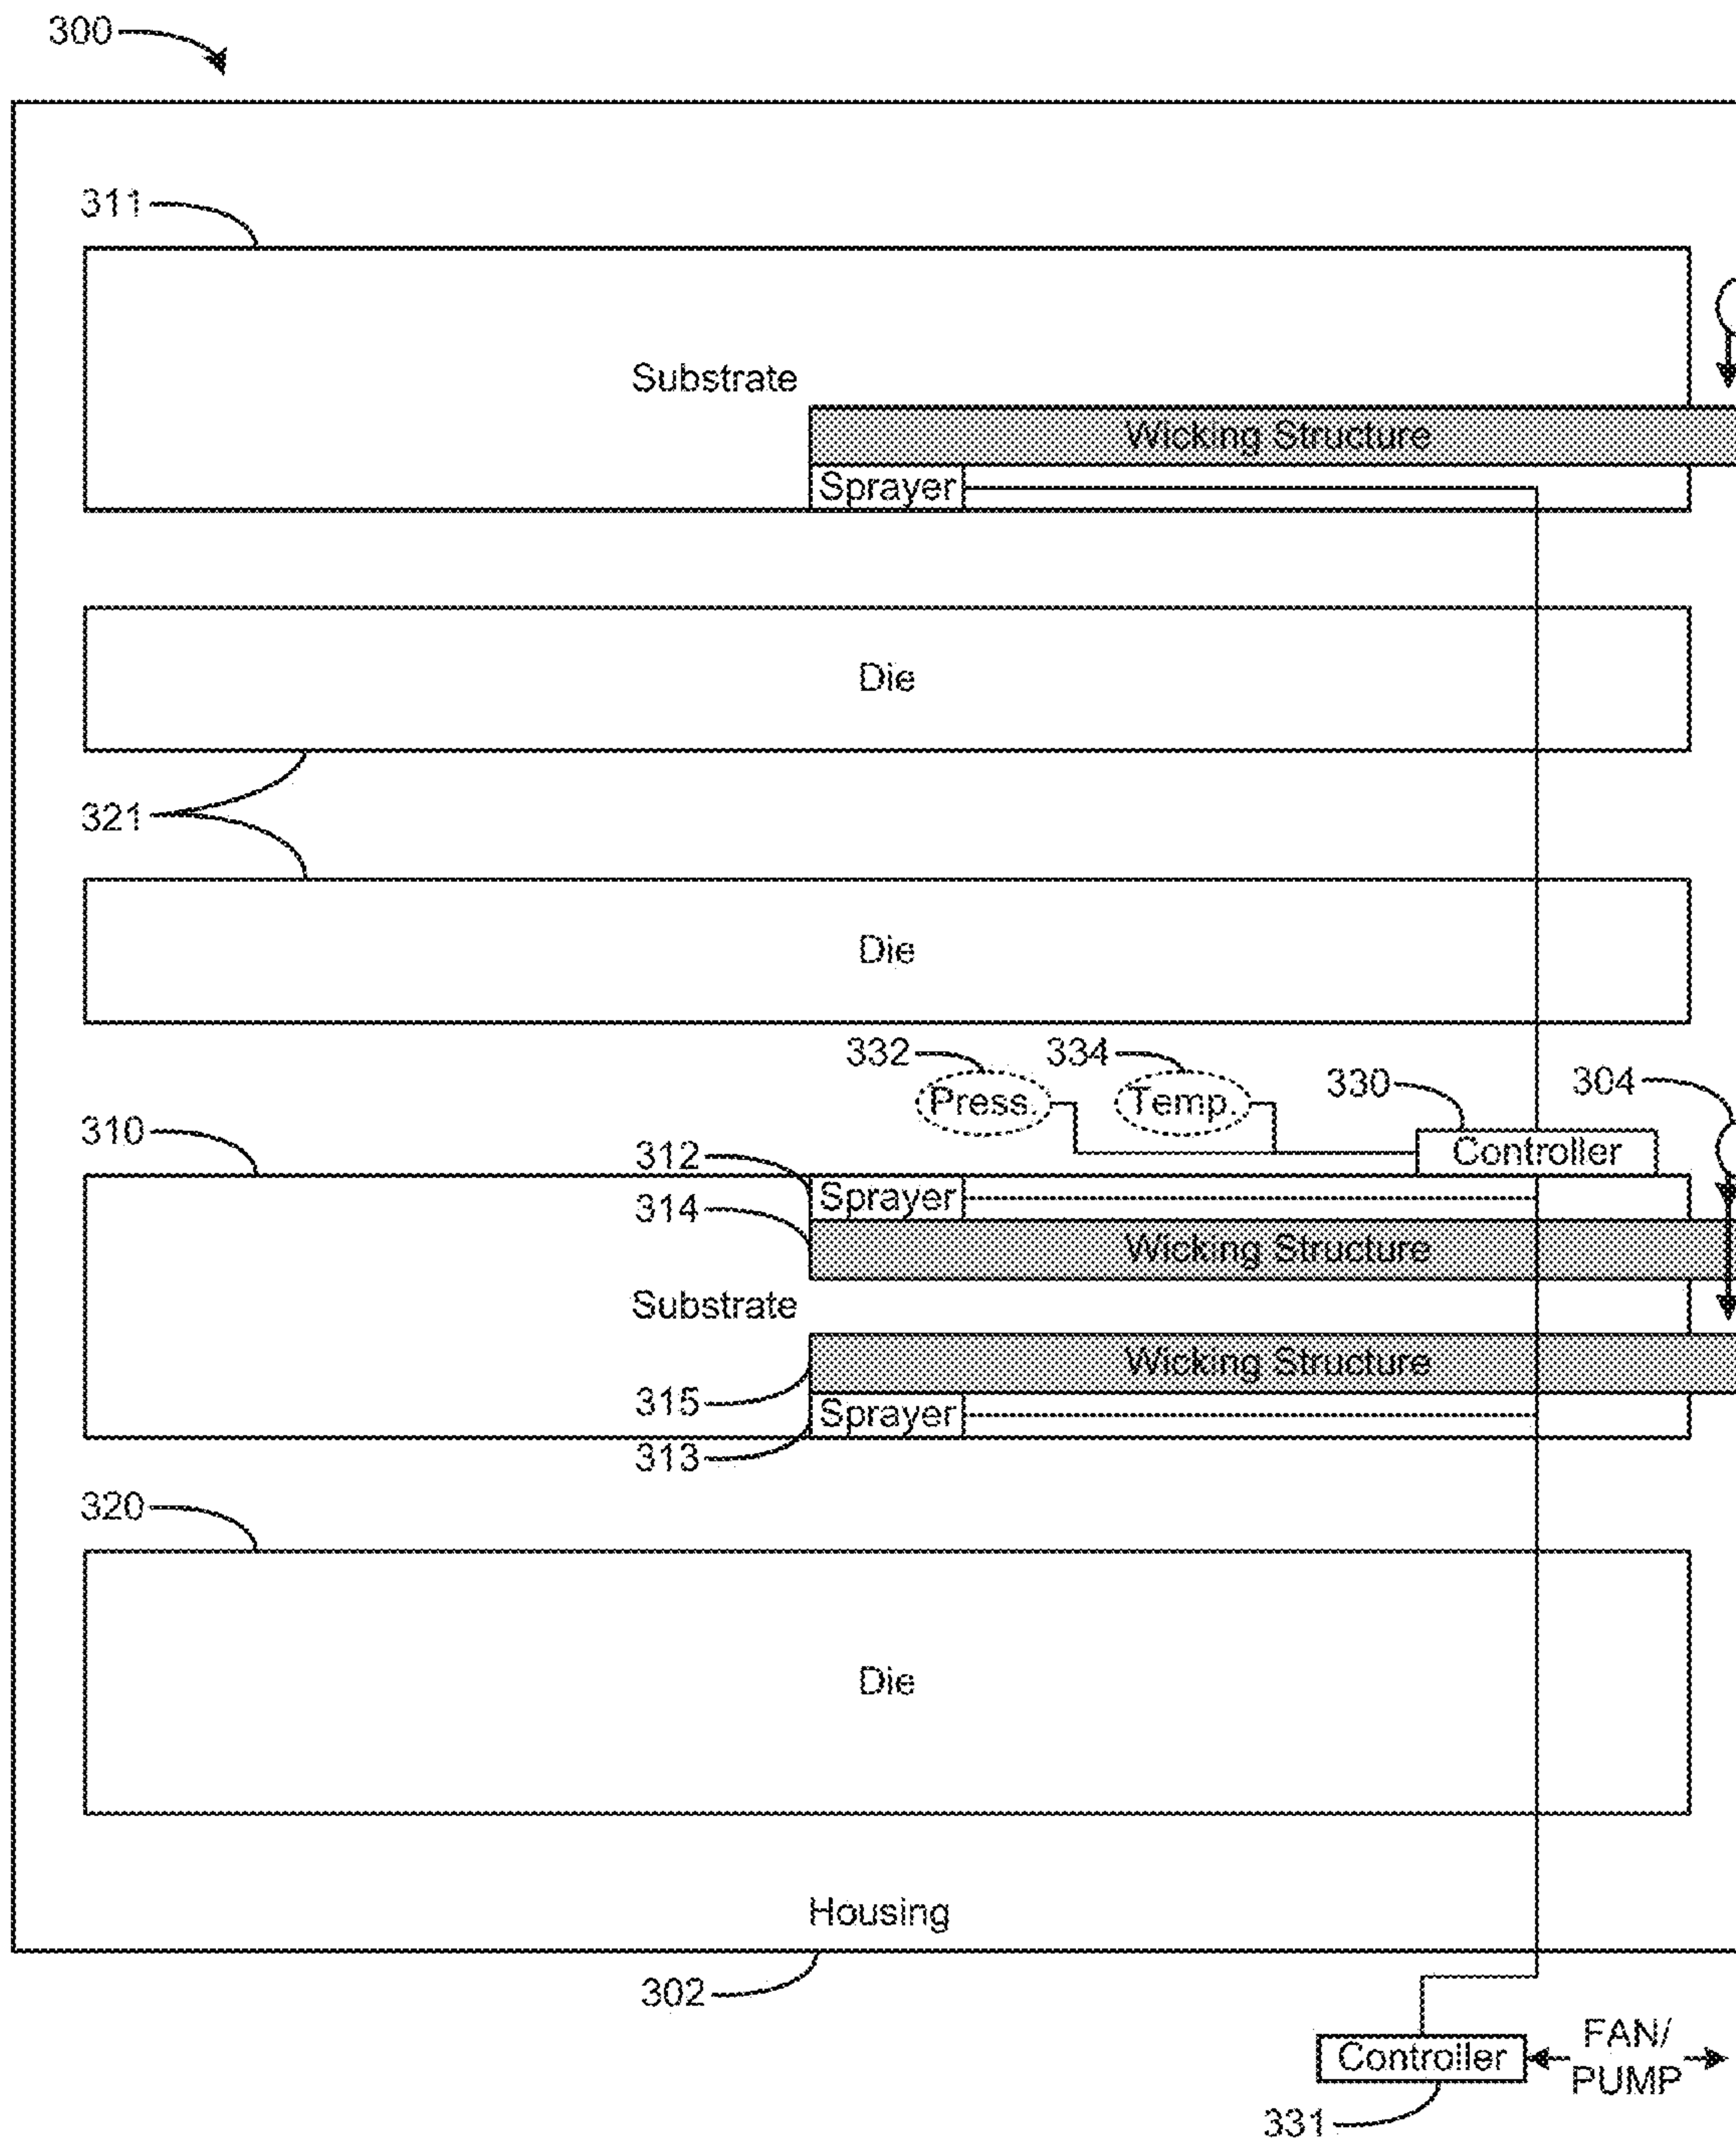 300
311
Substrate
Wicking Structure
Sprayer
Die
321
Die
332
334
330
304
Press.
Temp.
310
Controller
312
Sprayer
314
Wicking Structure
Substrate
Wicking Structure
315
Sprayer
313
320
Die
Housing
302
FAN/
Controller
PUMP
331